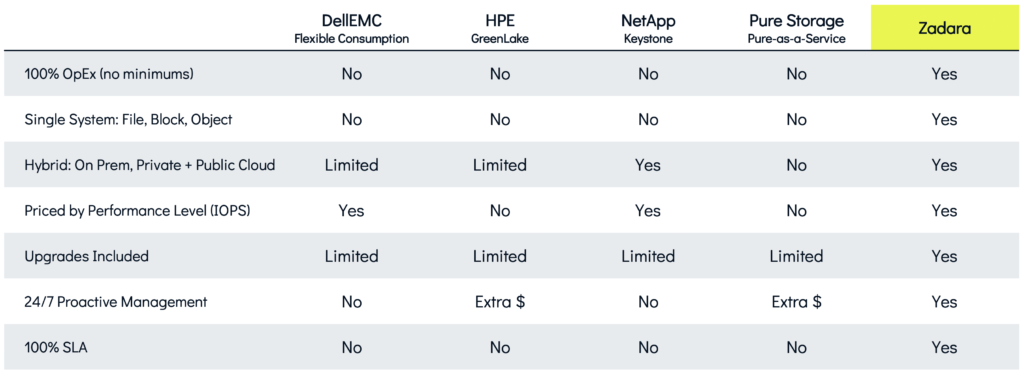 DellEMC HPE NetApp Pure Storage Zadara
Flexible Consumption GreenLake Keystone Pure-as-a-Service
100% OpEx (no minimums) No No No No Yes
Single System: File, Block, Object No No No No Yes
Hybrid: On Prem, Private + Public Cloud Limited Limited Yes No Yes
Priced by Performance Level (IOPS) Yes No Yes No Yes
Upgrades Included Limited Limited Limited Limited Yes
24/7 Proactive Management No Extra $ No Extra $ Yes
100% SLA No No No No Yes